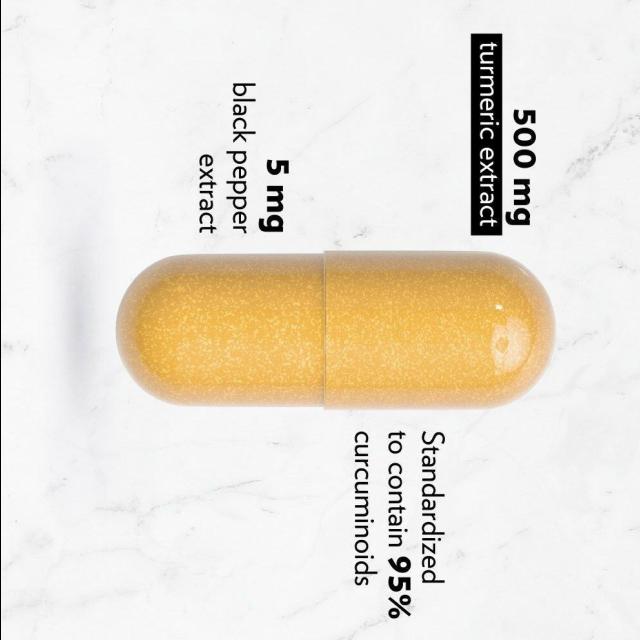 500 mg
turmeric extract
5 mg
black pepper
extract
Standardized
to contain 95%
curcuminoids